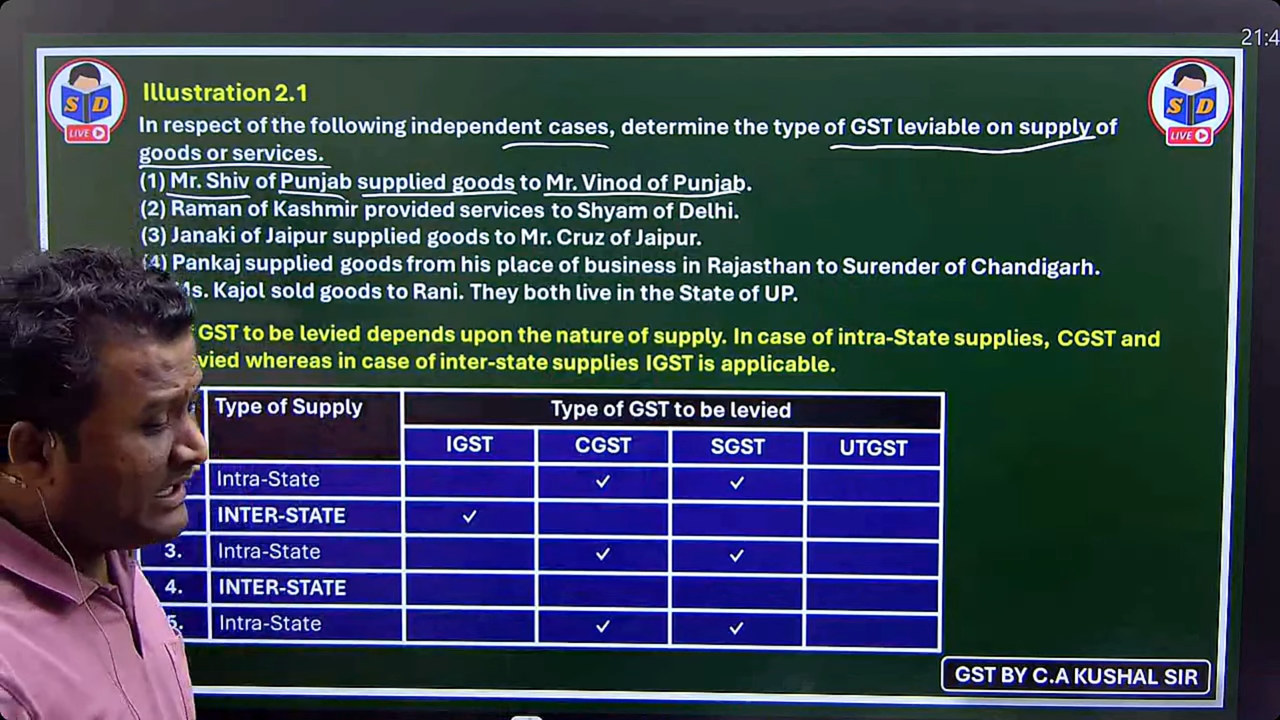 21:4
S D
LIVE
S D
LIVE
Illustration 2.1
In respect of the following independent cases, determine the type of GST leviable on supply of
goods or services.
(1) Mr. Shiv of Punjab supplied goods to Mr. Vinod of Punjab.
(2) Raman of Kashmir provided services to Shyam of Delhi.
(3) Janaki of Jaipur supplied goods to Mr. Cruz of Jaipur.
(4) Pankaj supplied goods from his place of business in Rajasthan to Surender of Chandigarh.
Ms. Kajol sold goods to Rani. They both live in the State of UP.
GST to be levied depends upon the nature of supply. In case of intra-State supplies, CGST and
whereas in case of inter-state supplies IGST is applicable.
Type of Supply Type of GST to be levied
IGST CGST SGST UTGST
Intra-State ✓ ✓
INTER-STATE ✓
3. Intra-State ✓ ✓
4. INTER-STATE
5. Intra-State ✓ ✓
GST BY C.A KUSHAL SIR